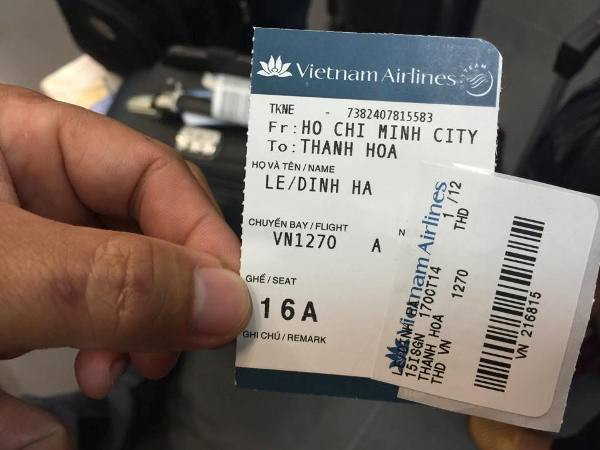 Vietnam Airlines
TKNE - 7382407815583
Fr: HO CHI MINH CITY
To: THANH HOA
HỌ VÀ TÊN / NAME
LE/DINH HA
CHUYẾN BAY / FLIGHT N
VN1270 A
GHẾ / SEAT
16A
GHI CHÚ / REMARK
Vietnam Airlines
1 /12
THD
17OCT14 1270
THANH HOA
THD VN
VN 216815